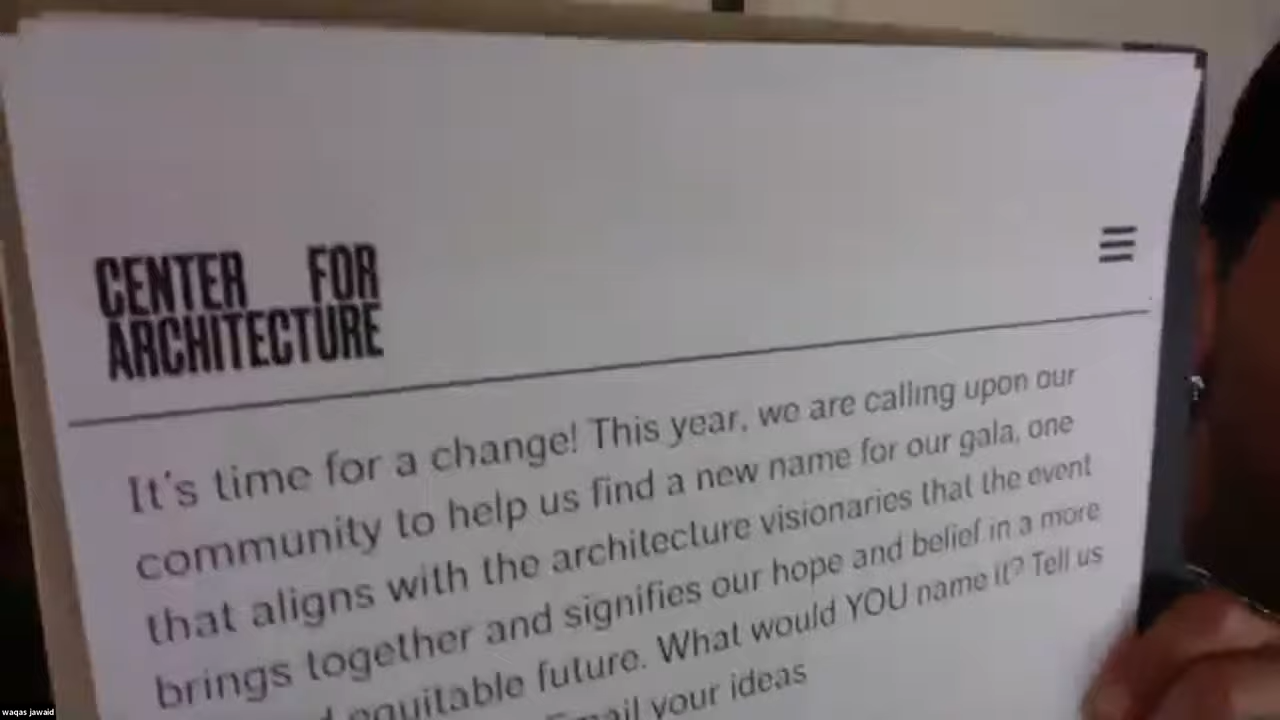 CENTER FOR
ARCHITECTURE
It's time for a change! This year, we are calling upon our
community to help us find a new name for our gala, one
that aligns with the architecture visionaries that the event
brings together and signifies our hope and belief in a more
equitable future. What would YOU name it? Tell us
Email your ideas
waqas jawaid